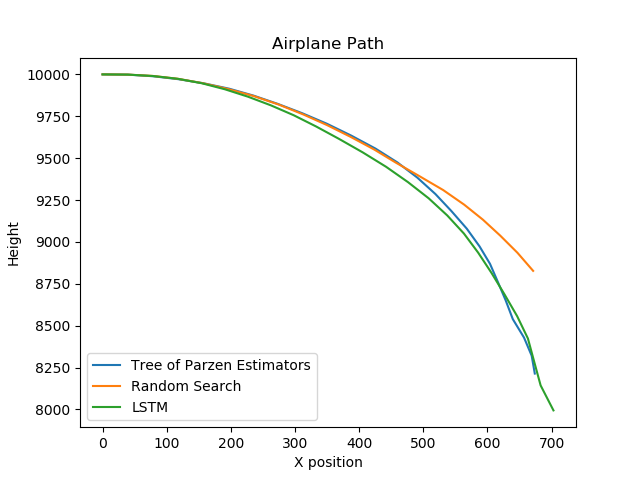 Airplane Path
Height
10000
9750
9500
9250
9000
8750
8500
8250
8000
Tree of Parzen Estimators
Random Search
LSTM
0 100 200 300 400 500 600 700
X position